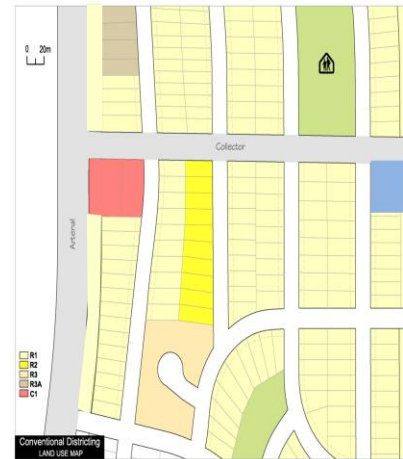 0 20m
Collector
Arterial
R1
R2
R3
R3A
C1
Conventional Districting
LAND USE MAP